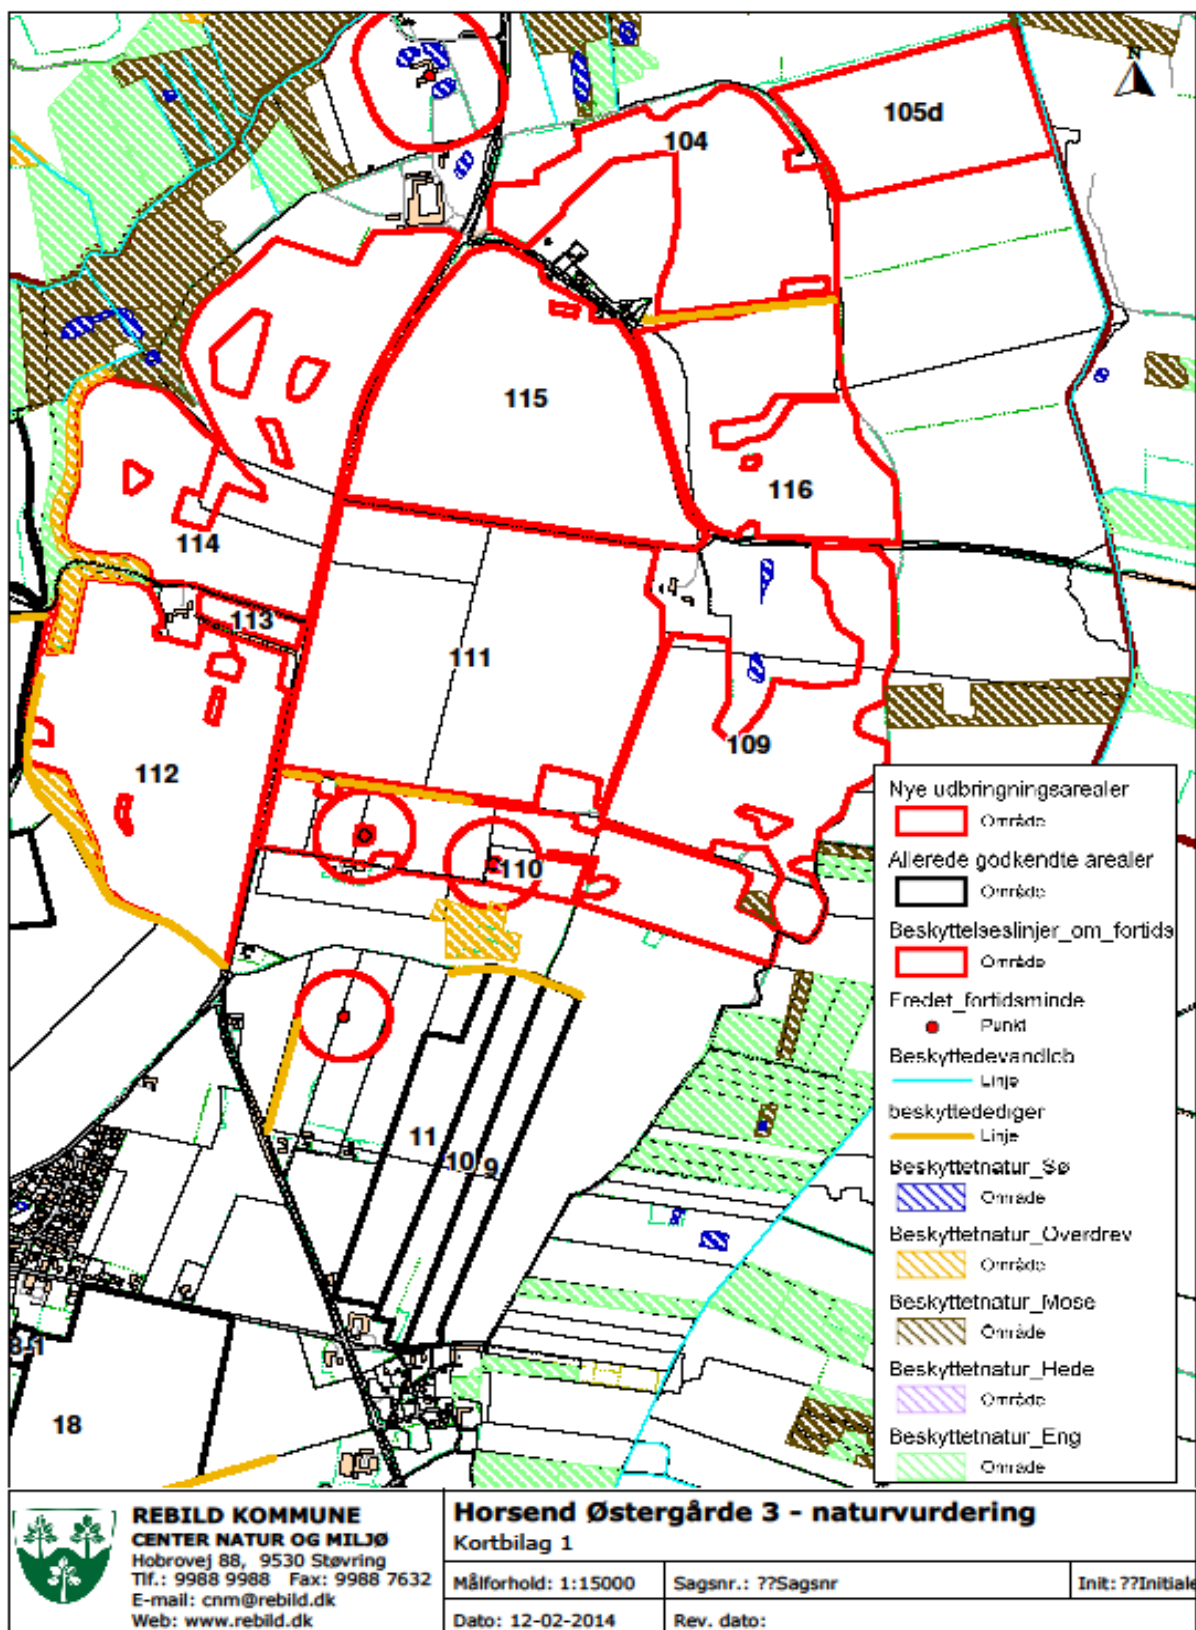 N
105d
104
115
116
114
113
111
109
112
110
11
10
9
18
Nye udbringningsarealer
Område
Allerede godkendte arealer
Område
Beskyttelseslinjer_om_fortids
Område
Fredet_fortidsminde
Punkt
Beskyttedevandløb
Linje
beskyttededіger
Linje
Beskyttetnatur_Sø
Område
Beskyttetnatur_Overdrev
Område
Beskyttetnatur_Mose
Område
Beskyttetnatur_Hede
Område
Beskyttetnatur_Eng
Område
REBILD KOMMUNE
CENTER NATUR OG MILJØ
Hobrovej 88, 9530 Støvring
Tlf.: 9988 9988 Fax: 9988 7632
E-mail: cnm@rebild.dk
Web: www.rebild.dk
Horsend Østergårde 3 - naturvurdering
Kortbilag 1
Målforhold: 1:15000
Sagsnr.: ??Sagsnr
Init: ??Initiale
Dato: 12-02-2014
Rev. dato: